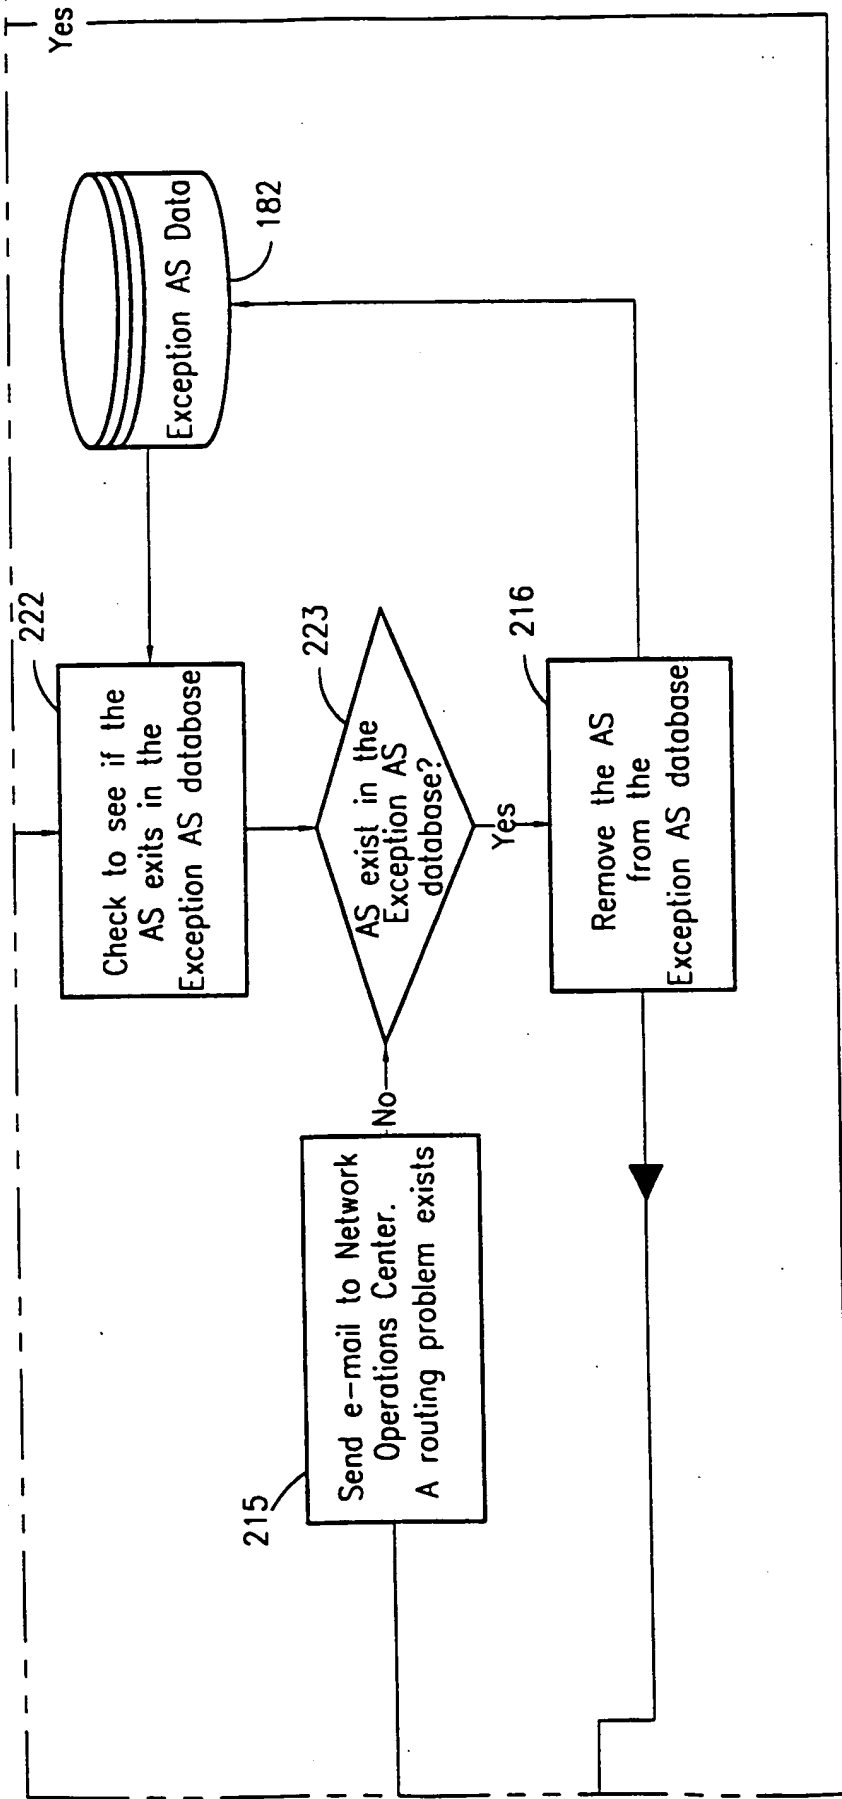 Yes
Exception AS Data
182
222
Check to see if the
AS exits in the
Exception AS database
223
AS exist in the
Exception AS
database?
Yes
No
216
Remove the AS
from the
Exception AS database
215
Send e-mail to Network
Operations Center.
A routing problem exists